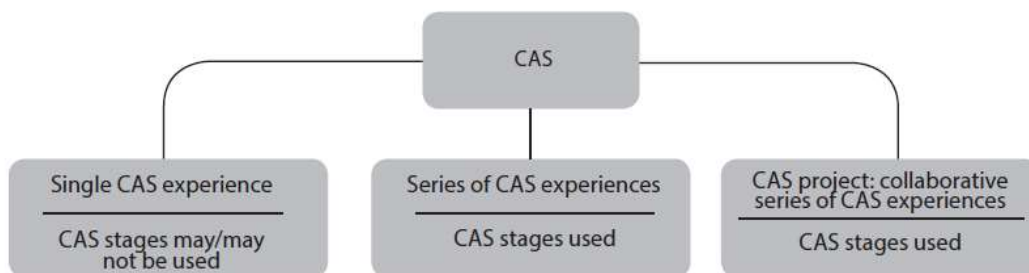 CAS
Single CAS experience
CAS stages may/may
not be used
Series of CAS experiences
CAS stages used
CAS project: collaborative
series of CAS experiences
CAS stages used